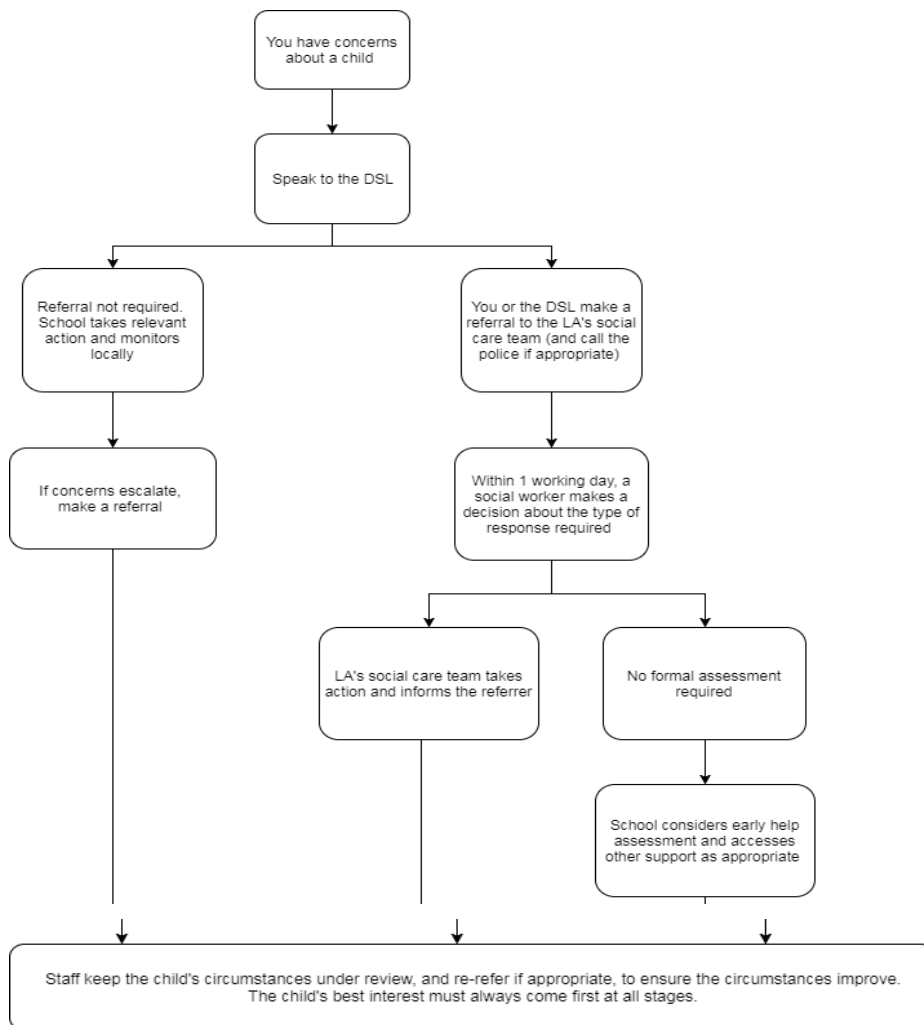 You have concerns
about a child
Speak to the DSL
Referral not required.
School takes relevant
action and monitors
locally
You or the DSL make a
referral to the LA's social
care team (and call the
police if appropriate)
If concerns escalate,
make a referral
Within 1 working day, a
social worker makes a
decision about the type of
response required
LA's social care team takes
action and informs the referrer
No formal assessment
required
School considers early help
assessment and accesses
other support as appropriate
Staff keep the child's circumstances under review, and re-refer if appropriate, to ensure the circumstances improve.
The child's best interest must always come first at all stages.